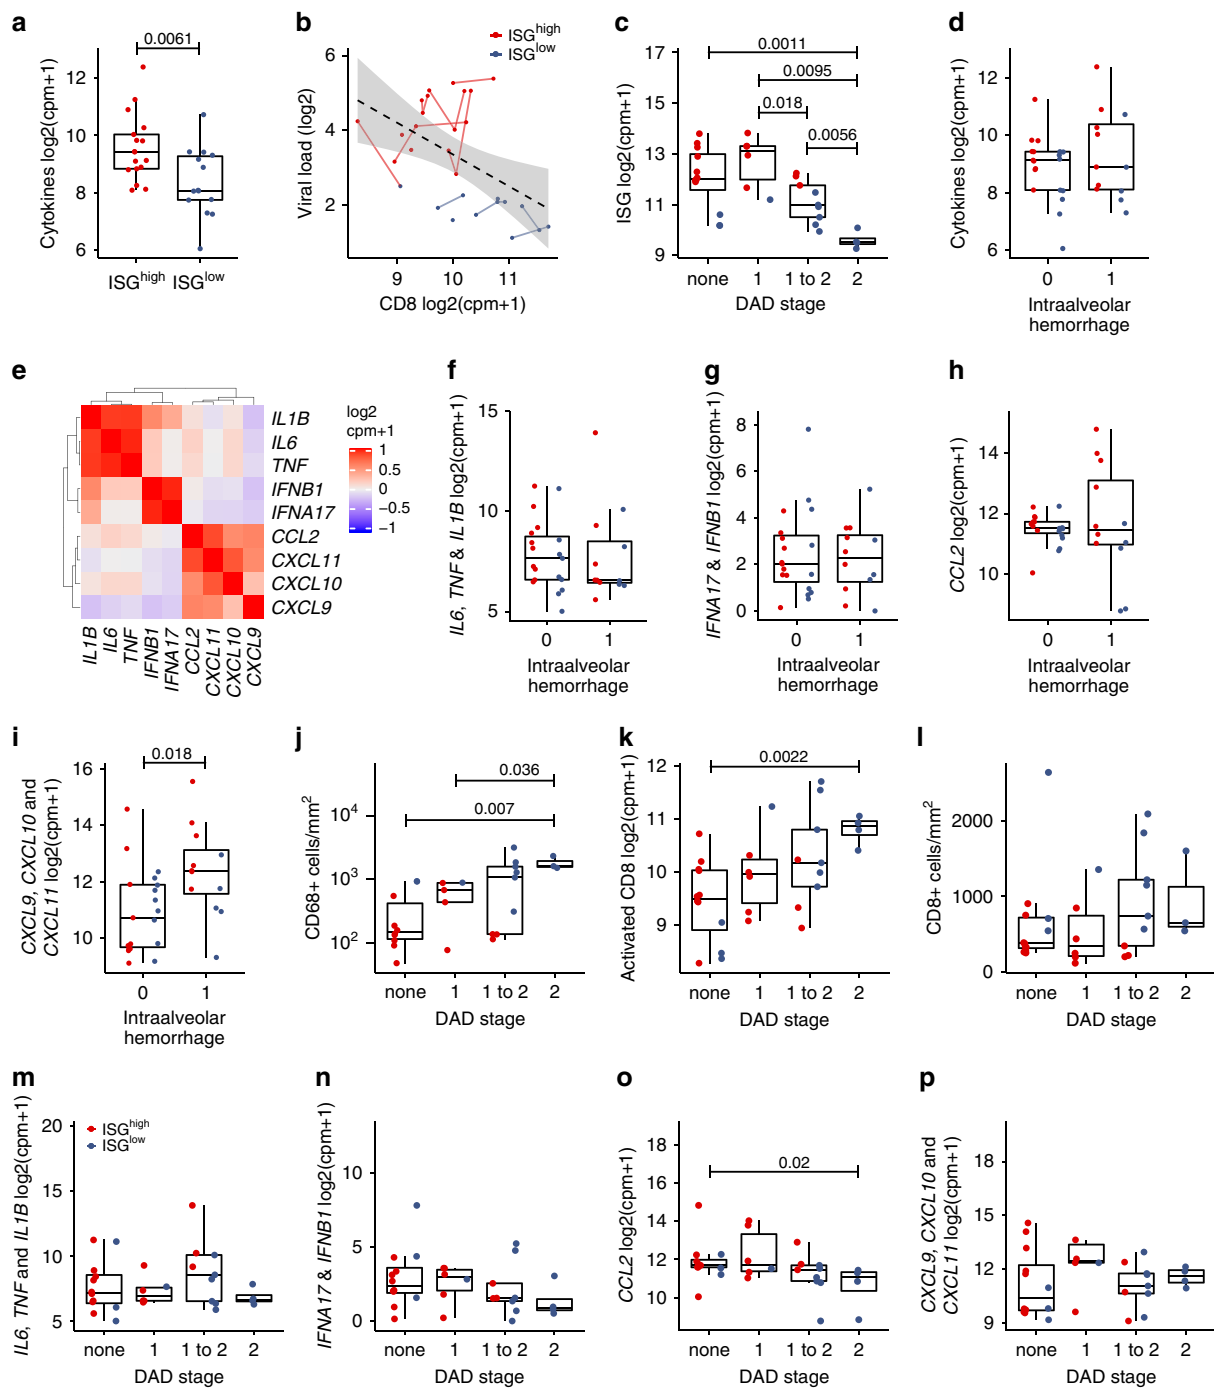 a
0.0061
Cytokines log2(cpm+1)
12
10
8
6
ISGhigh ISGlow
b
ISGhigh
ISGlow
Viral load (log2)
6
4
2
9 10 11
CD8 log2(cpm+1)
c
ISG log2(cpm+1)
17
15
13
11
9
0.0011
0.0095
0.018
0.0056
none 1 1 to 2 2
DAD stage
d
Cytokines log2(cpm+1)
12
10
8
6
0 1
Intraalveolar
hemorrhage
e
IL1B
IL6
TNF
IFNB1
IFNA17
CCL2
CXCL11
CXCL10
CXCL9
IL1B IL6 TNF IFNB1 IFNA17 CCL2 CXCL11 CXCL10 CXCL9
log2
cpm+1
1
0.5
0
−0.5
−1
f
IL6, TNF & IL1B log2(cpm+1)
15
10
5
0 1
Intraalveolar
hemorrhage
g
IFNA17 & IFNB1 log2(cpm+1)
8
6
4
2
0
0 1
Intraalveolar
hemorrhage
h
CCL2 log2(cpm+1)
14
12
10
0 1
Intraalveolar
hemorrhage
i
CXCL9, CXCL10 and
CXCL11 log2(cpm+1)
0.018
16
14
12
10
0 1
Intraalveolar
hemorrhage
j
CD68+ cells/mm2
0.036
0.007
104
103
102
none 1 1 to 2 2
DAD stage
k
Activated CD8 log2(cpm+1)
0.0022
12
11
10
9
none 1 1 to 2 2
DAD stage
l
CD8+ cells/mm2
2000
1000
0
none 1 1 to 2 2
DAD stage
m
IL6, TNF and IL1B log2(cpm+1)
ISGhigh
ISGlow
20
15
10
5
none 1 1 to 2 2
DAD stage
n
IFNA17 & IFNB1 log2(cpm+1)
10
5
0
none 1 1 to 2 2
DAD stage
o
CCL2 log2(cpm+1)
0.02
18
16
14
12
10
none 1 1 to 2 2
DAD stage
p
CXCL9, CXCL10 and
CXCL11 log2(cpm+1)
18
15
12
9
none 1 1 to 2 2
DAD stage